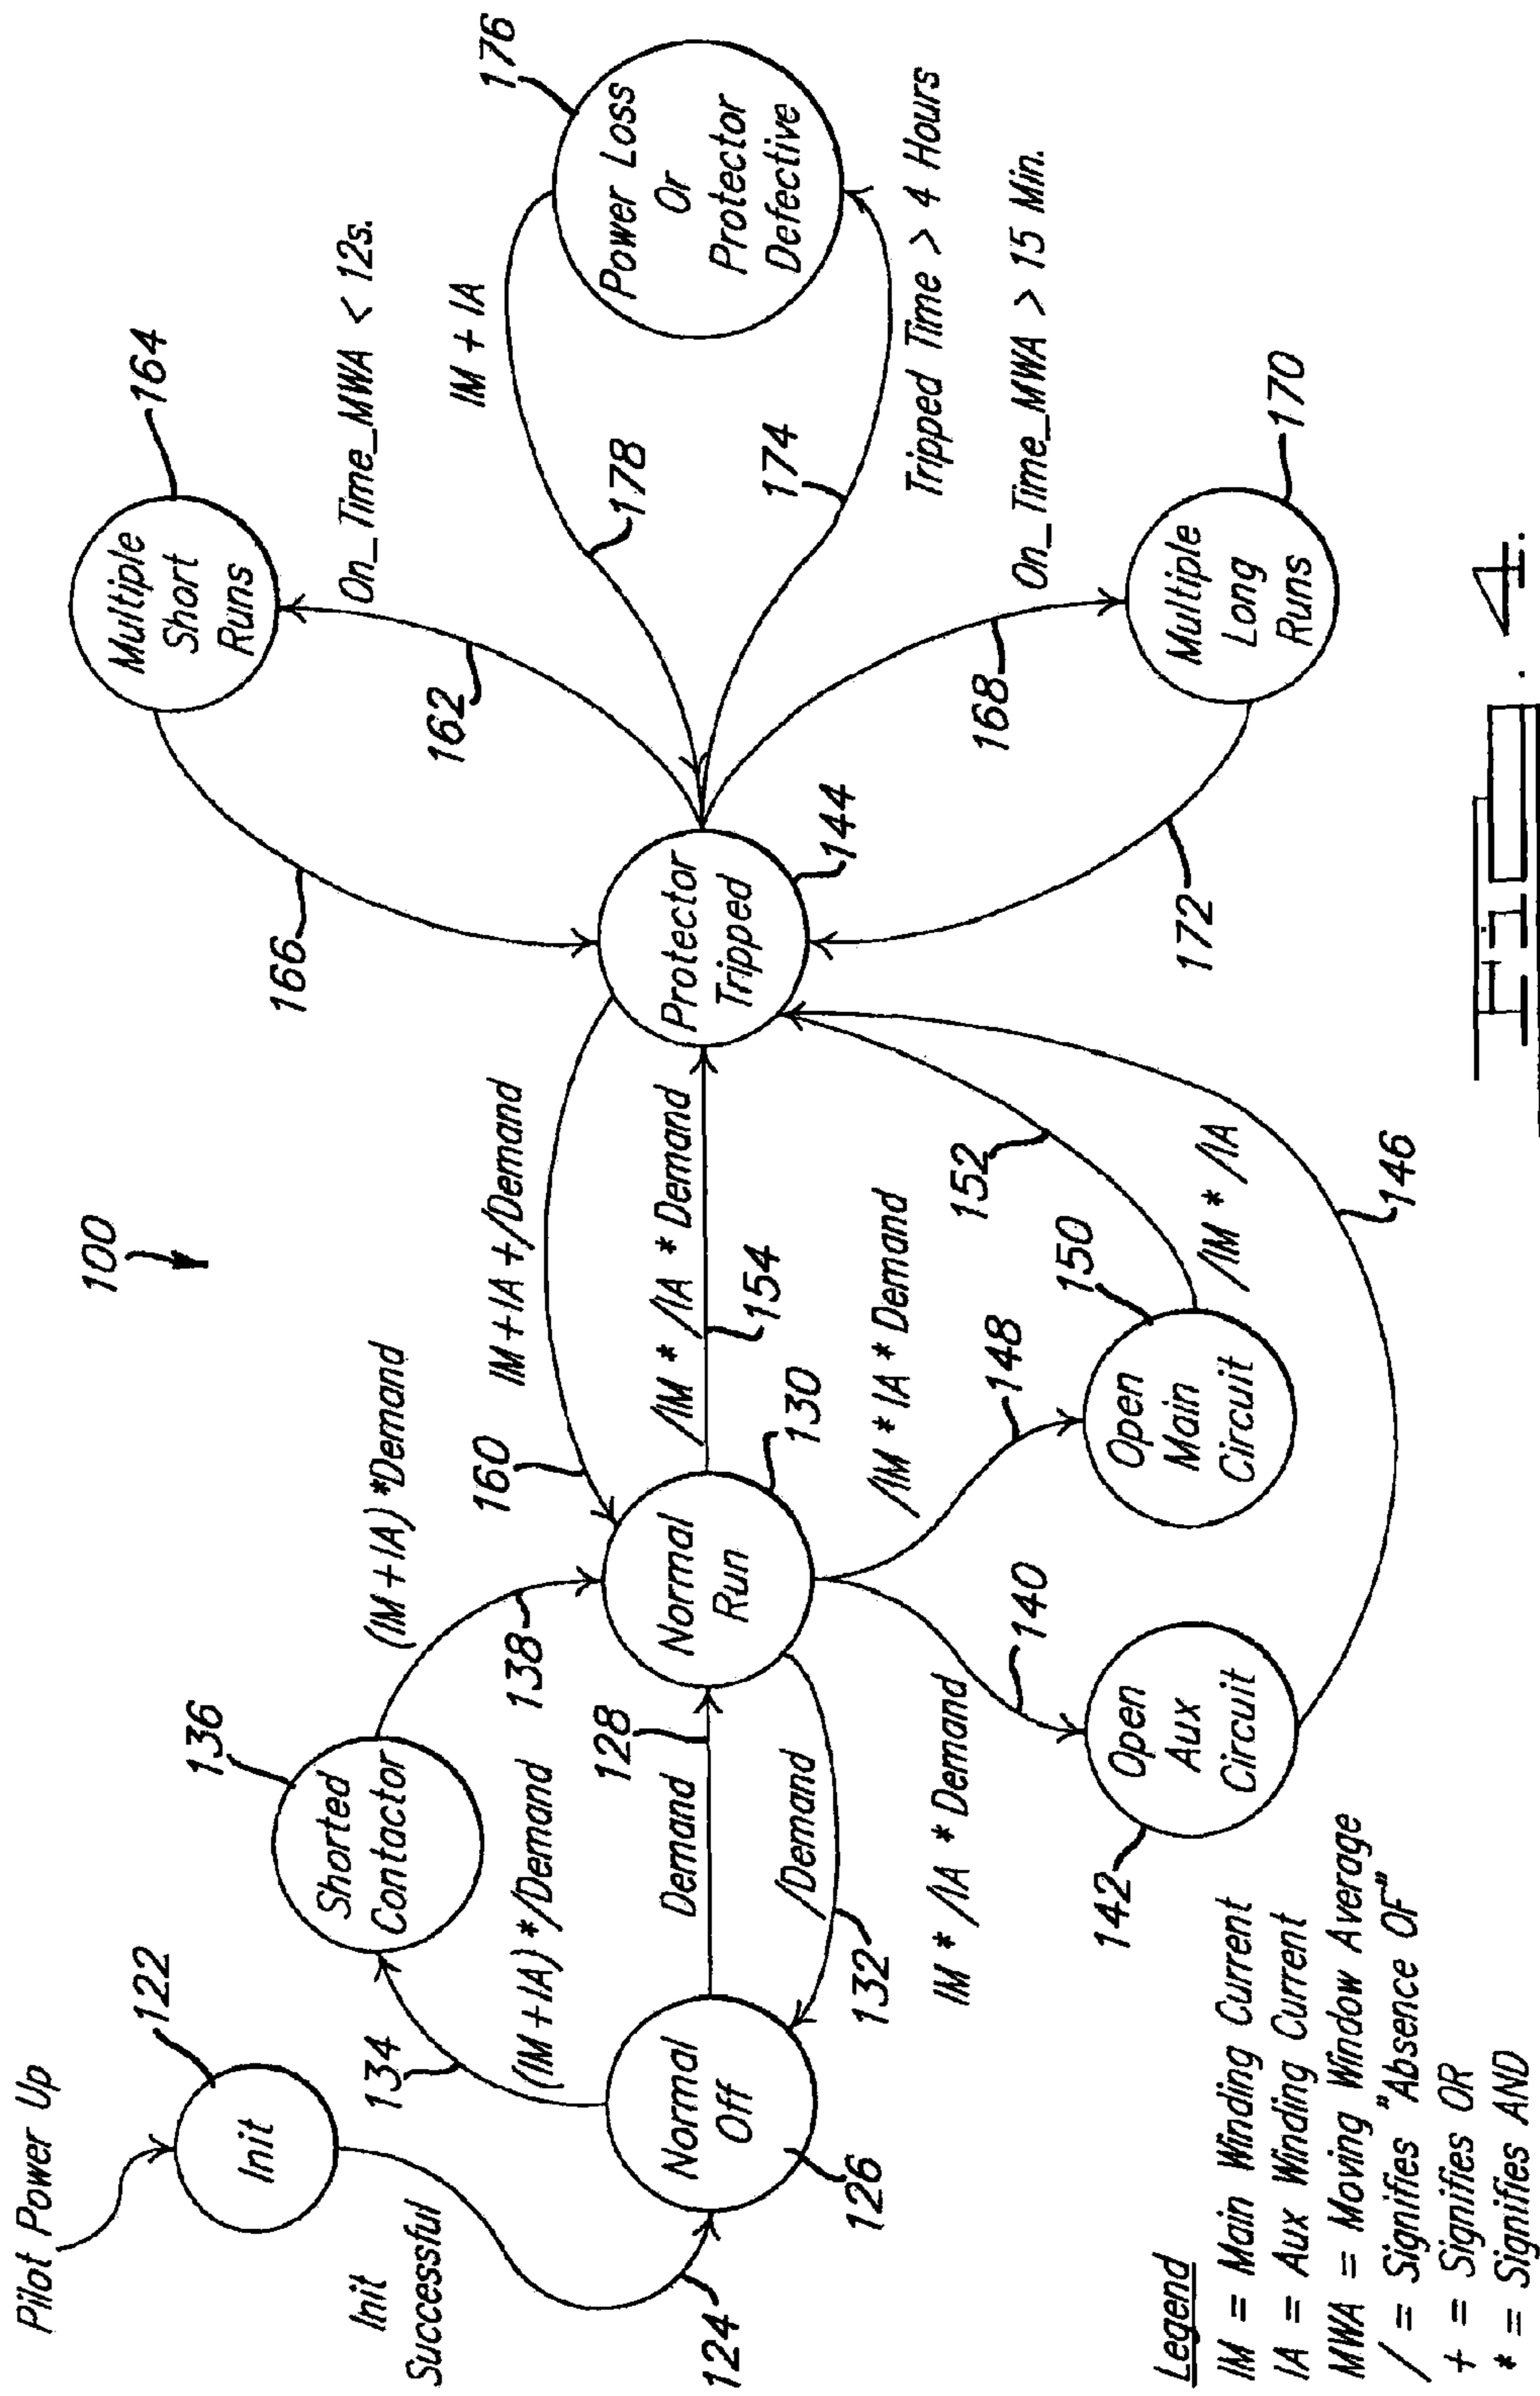 100
Pilot Power Up
122
Init
Init
Successful
124
Normal
Off
126
134
(IM + IA) */Demand
136
Shorted
Contactor
138
(IM + IA) *Demand
128
Demand
/Demand
132
Normal
Run
130
160
IM + IA +/Demand
/IM * /IA * Demand
154
IM * /IA * Demand
140
142
Open
Aux
Circuit
/IM * IA * Demand
148
150
Open
Main
Circuit
152
/IM * /IA
146
Protector
Tripped
144
166
162
Multiple
Short
Runs
164
On_Time_MWA < 12s.
IM + IA
178
174
176
Power Loss
Or
Protector
Defective
Tripped Time > 4 Hours
On_Time_MWA > 15 Min.
168
172
Multiple
Long
Runs
170
Legend
IM = Main Winding Current
IA = Aux Winding Current
MWA = Moving Window Average
/ = Signifies "Absence OF"
+ = Signifies OR
* = Signifies AND
Fig. 4.